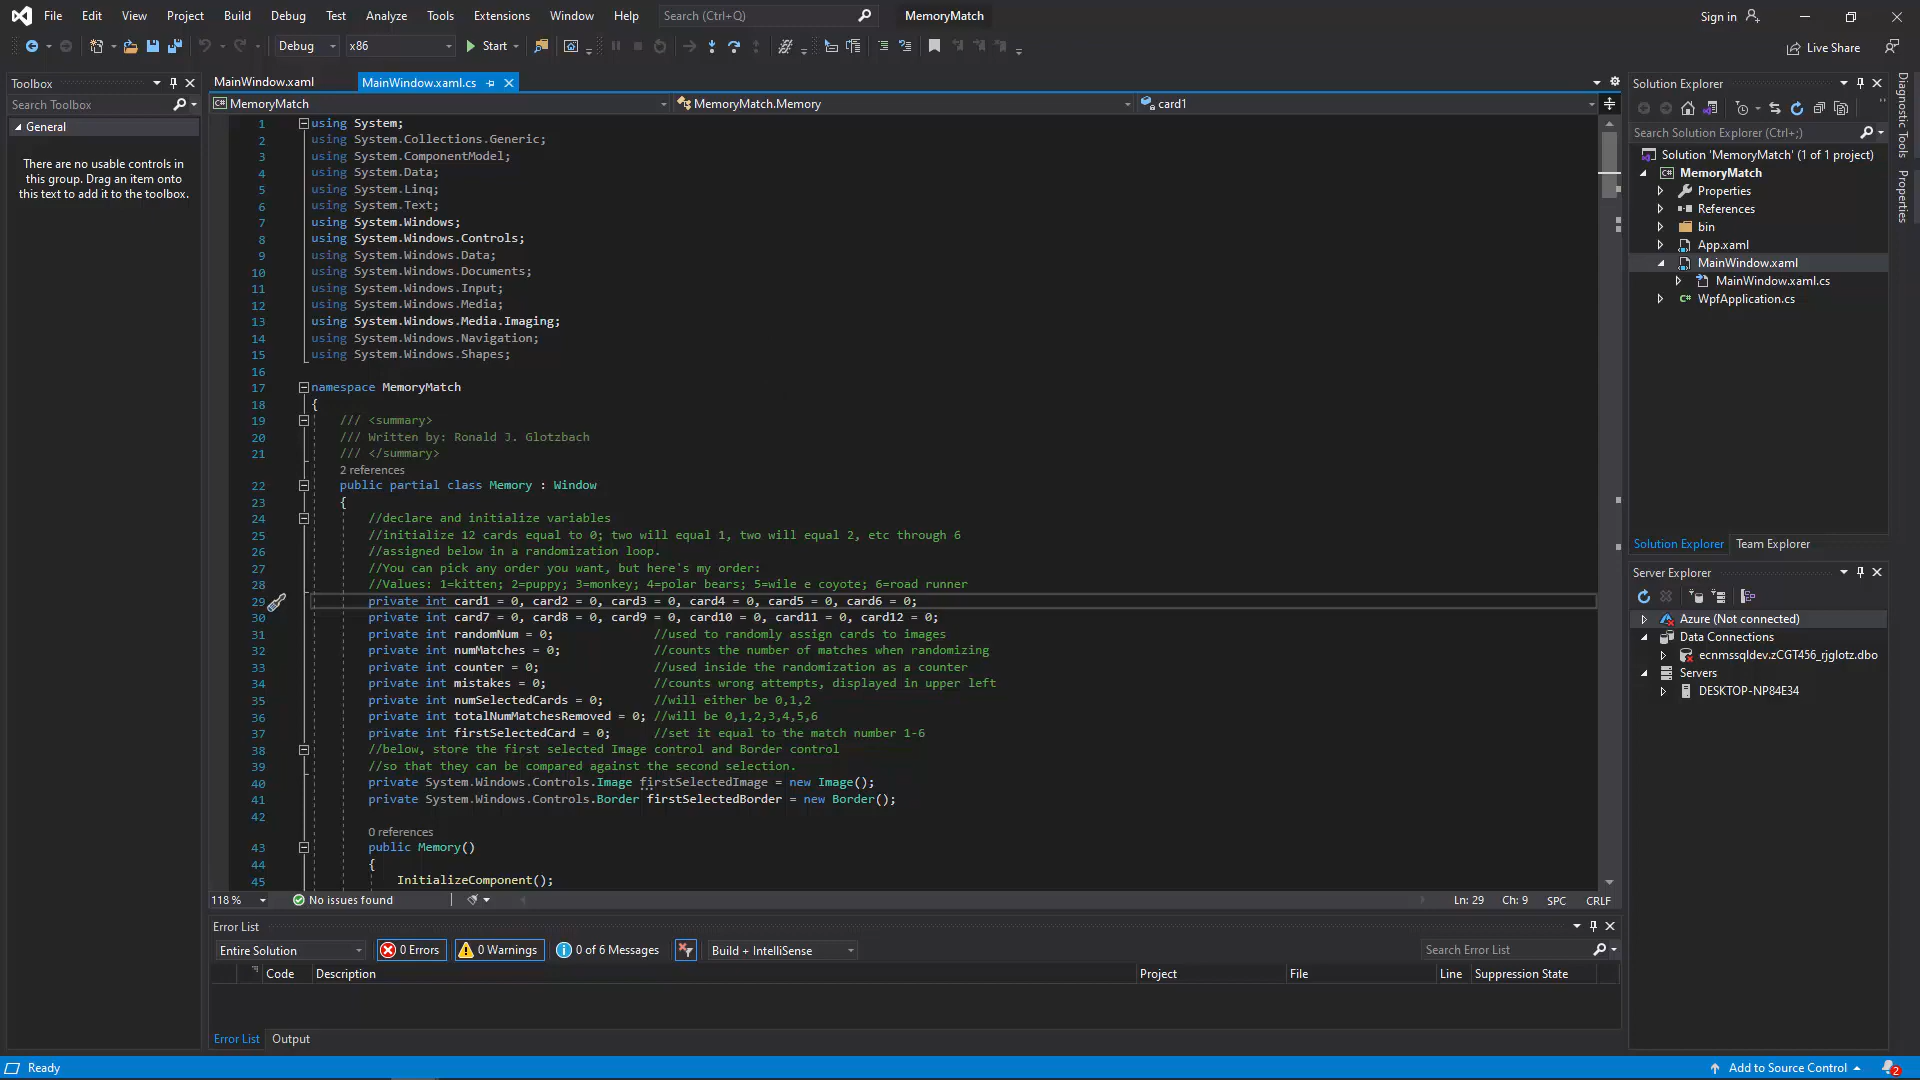 File Edit View Project Build Debug Test Analyze Tools Extensions Window Help Search (Ctrl+Q) MemoryMatch Sign in
Debug x86 Start Live Share
Toolbox
Search Toolbox
General
There are no usable controls in
this group. Drag an item onto
this text to add it to the toolbox.
MainWindow.xaml MainWindow.xaml.cs
C# MemoryMatch MemoryMatch.Memory card1
1 using System;
2 using System.Collections.Generic;
3 using System.ComponentModel;
4 using System.Data;
5 using System.Linq;
6 using System.Text;
7 using System.Windows;
8 using System.Windows.Controls;
9 using System.Windows.Data;
10 using System.Windows.Documents;
11 using System.Windows.Input;
12 using System.Windows.Media;
13 using System.Windows.Media.Imaging;
14 using System.Windows.Navigation;
15 using System.Windows.Shapes;
16
17 namespace MemoryMatch
18 {
19 /// <summary>
20 /// Written by: Ronald J. Glotzbach
21 /// </summary>
2 references
22 public partial class Memory : Window
23 {
24 //declare and initialize variables
25 //initialize 12 cards equal to 0; two will equal 1, two will equal 2, etc through 6
26 //assigned below in a randomization loop.
27 //You can pick any order you want, but here's my order:
28 //Values: 1=kitten; 2=puppy; 3=monkey; 4=polar bears; 5=wile e coyote; 6=road runner
29 private int card1 = 0, card2 = 0, card3 = 0, card4 = 0, card5 = 0, card6 = 0;
30 private int card7 = 0, card8 = 0, card9 = 0, card10 = 0, card11 = 0, card12 = 0;
31 private int randomNum = 0; //used to randomly assign cards to images
32 private int numMatches = 0; //counts the number of matches when randomizing
33 private int counter = 0; //used inside the randomization as a counter
34 private int mistakes = 0; //counts wrong attempts, displayed in upper left
35 private int numSelectedCards = 0; //will either be 0,1,2
36 private int totalNumMatchesRemoved = 0; //will be 0,1,2,3,4,5,6
37 private int firstSelectedCard = 0; //set it equal to the match number 1-6
38 //below, store the first selected Image control and Border control
39 //so that they can be compared against the second selection.
40 private System.Windows.Controls.Image firstSelectedImage = new Image();
41 private System.Windows.Controls.Border firstSelectedBorder = new Border();
42
0 references
43 public Memory()
44 {
45 InitializeComponent();
118 % No issues found Ln: 29 Ch: 9 SPC CRLF
Error List
Entire Solution 0 Errors 0 Warnings 0 of 6 Messages Build + IntelliSense Search Error List
Code Description Project File Line Suppression State
Error List Output
Solution Explorer
Search Solution Explorer (Ctrl+;)
Solution 'MemoryMatch' (1 of 1 project)
C# MemoryMatch
Properties
References
bin
App.xaml
MainWindow.xaml
MainWindow.xaml.cs
C# WpfApplication.cs
Solution Explorer Team Explorer
Server Explorer
Azure (Not connected)
Data Connections
ecnmssqldev.zCGT456_rjglotz.dbo
Servers
DESKTOP-NP84E34
Diagnostic Tools
Properties
Ready Add to Source Control 2